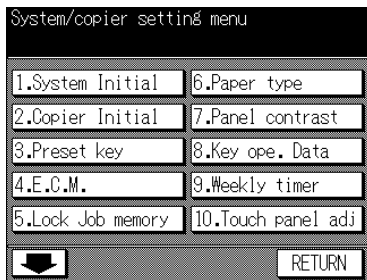 System/copier setting menu
1.System Initial
2.Copier Initial
3.Preset key
4.E.C.M.
5.Lock Job memory
6.Paper type
7.Panel contrast
8.Key ope. Data
9.Weekly timer
10.Touch panel adj
RETURN